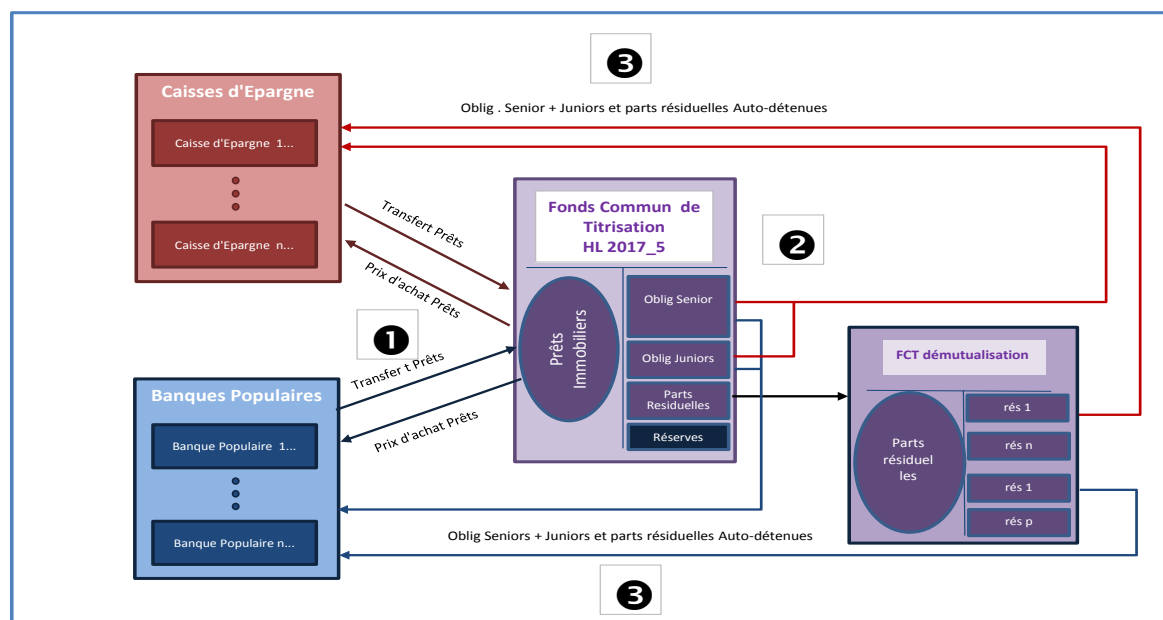 ❸
Caisses d'Epargne
Oblig . Senior + Juniors et parts résiduelles Auto-détenues
Caisse d'Epargne 1...
Caisse d'Epargne n...
Transfert Prêts
Prix d'achat Prêts
Fonds Commun de
Titrisation
HL 2017_5
❷
Oblig Senior
Prêts
Immobiliers
Oblig Juniors
Parts
Residuelles
Réserves
❶
Transfer t Prêts
Prix d'achat Prêts
Banques Populaires
Banque Populaire 1...
Banque Populaire n...
FCT démutualisation
Parts
résiduel
les
rés 1
rés n
rés 1
rés p
Oblig Seniors + Juniors et parts résiduelles Auto-détenues
❸